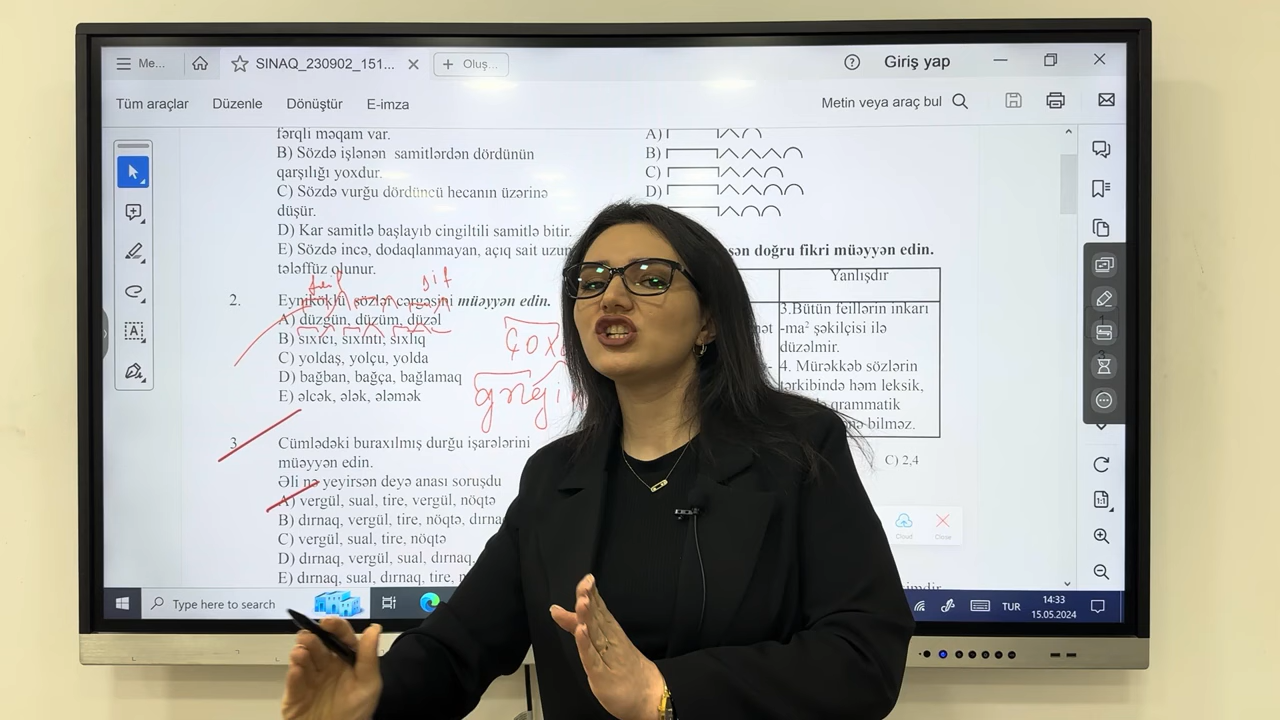 Me...
SINAQ_230902_151...
Oluş...
Giriş yap
Tüm araçlar
Düzenle
Dönüştür
E-imza
Metin veya araç bul
fərqli məqam var.
B) Sözdə işlənən samitlərdən dördünün
qarşılığı yoxdur.
C) Sözdə vurğu dördüncü hecanın üzərinə
düşür.
D) Kar samitlə başlayıb cingiltili samitlə bitir.
E) Sözdə incə, dodaqlanmayan, açıq sait uzun
tələffüz olunur.
2.
Eyniköklü sözlər cərgəsini müəyyən edin.
A) düzgün, düzüm, düzəl
B) sıxıcı, sıxıntı, sıxlıq
C) yoldaş, yolçu, yolda
D) bağban, bağça, bağlamaq
E) əlcək, ələk, ələmək
3
Cümlədəki buraxılmış durğu işarələrini
müəyyən edin.
Əli nə yeyirsən deyə anası soruşdu
A) vergül, sual, tire, vergül, nöqtə
B) dırnaq, vergül, tire, nöqtə,
C) vergül, sual, tire, nöqtə
D) dırnaq, vergül, sual, dırnaq,
E) dırnaq, sual, dırnaq, tire,
A)
B)
C)
D)
doğru fikri müəyyən edin.
Yanlışdır
3.Bütün feillərin inkarı
-ma² şəkilçisi ilə
düzəlmir.
4. Mürəkkəb sözlərin
tərkibində həm leksik,
qrammatik
bilməz.
C) 2,4
Cloud
Close
Type here to search
TUR
14:33
15.05.2024